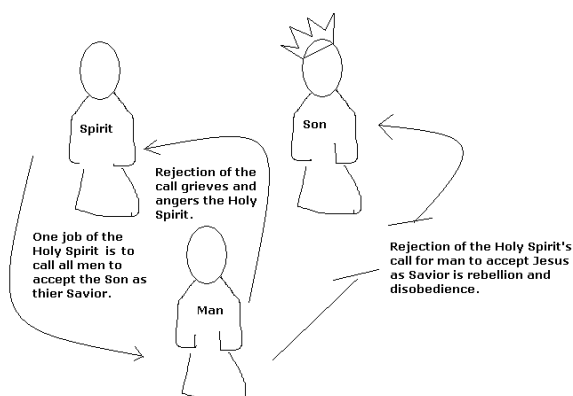 Spirit
Son
Rejection of the
call grieves and
angers the Holy
Spirit.
One job of the
Holy Spirit is to
call all men to
accept the Son as
thier Savior.
Rejection of the Holy Spirit's
call for man to accept Jesus
as Savior is rebellion and
disobedience.
Man